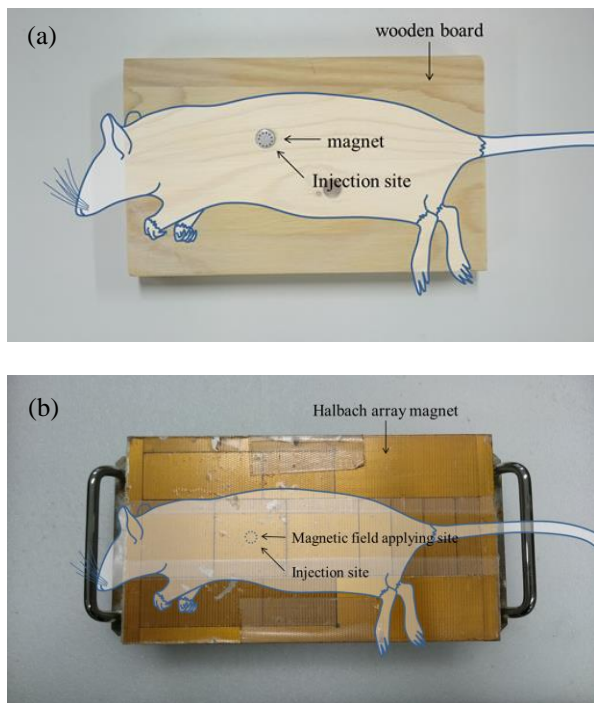 (a)
wooden board
magnet
Injection site
(b)
Halbach array magnet
Magnetic field applying site
Injection site